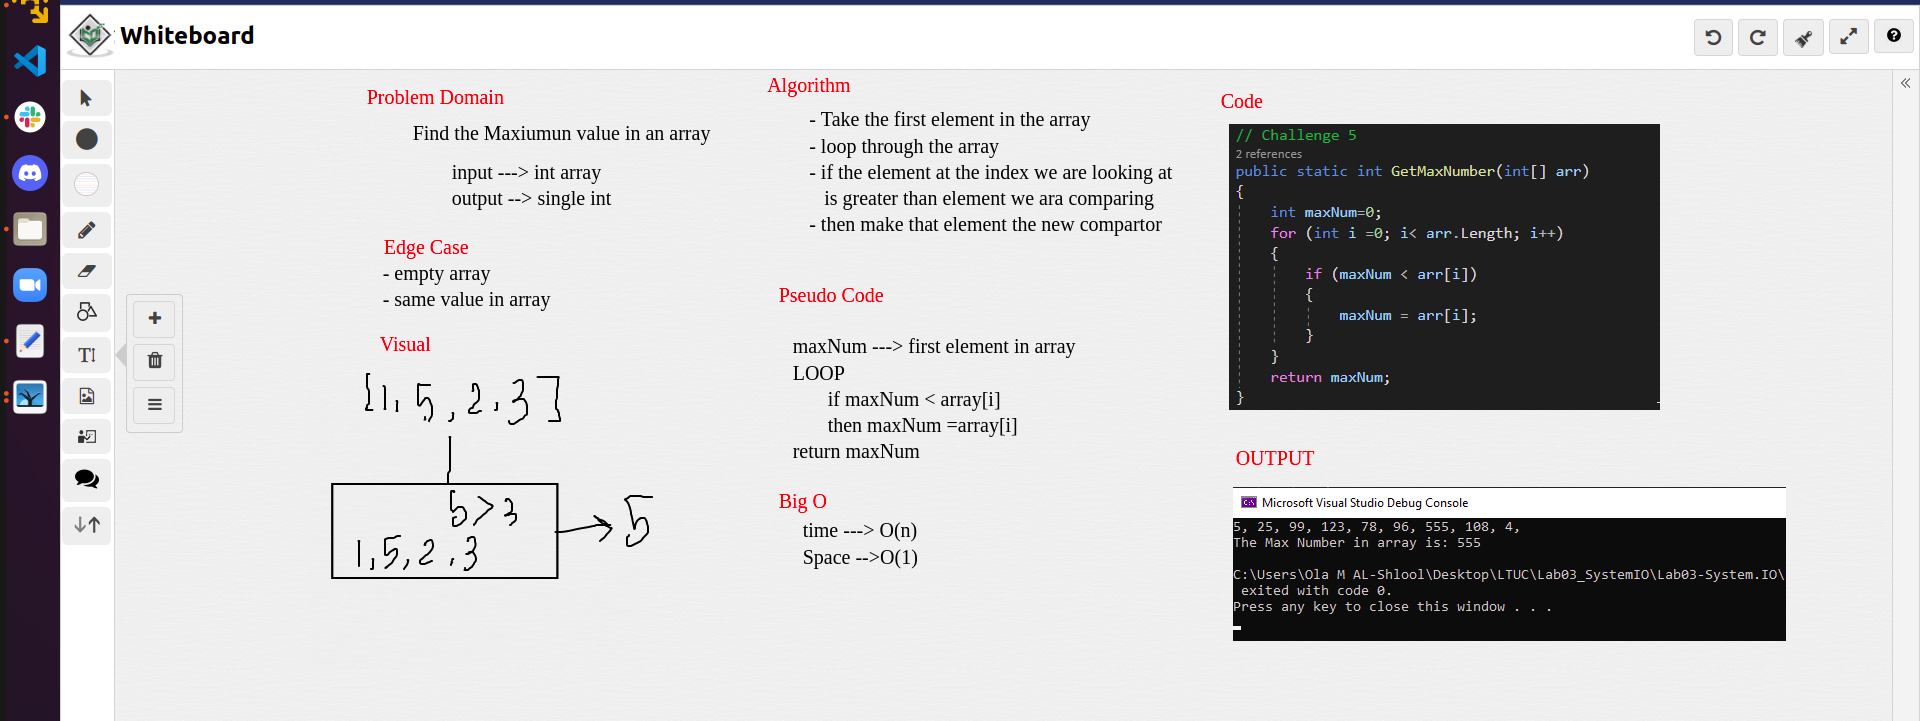 Whiteboard
Problem Domain
Find the Maxiumun value in an array
input ---> int array
output --> single int
Edge Case
- empty array
- same value in array
Visual
[1, 5, 2, 3]
5 > 3
1, 5, 2, 3
5
Algorithm
- Take the first element in the array
- loop through the array
- if the element at the index we are looking at
is greater than element we ara comparing
- then make that element the new compartor
Pseudo Code
maxNum ---> first element in array
LOOP
if maxNum < array[i]
then maxNum =array[i]
return maxNum
Big O
time ---> O(n)
Space -->O(1)
Code
// Challenge 5
2 references
public static int GetMaxNumber(int[] arr)
{
int maxNum=0;
for (int i =0; i< arr.Length; i++)
{
if (maxNum < arr[i])
{
maxNum = arr[i];
}
}
return maxNum;
}
OUTPUT
Microsoft Visual Studio Debug Console
5, 25, 99, 123, 78, 96, 555, 108, 4,
The Max Number in array is: 555
C:\Users\Ola M AL-Shlool\Desktop\LTUC\Lab03_SystemIO\Lab03-System.IO\
exited with code 0.
Press any key to close this window . . .